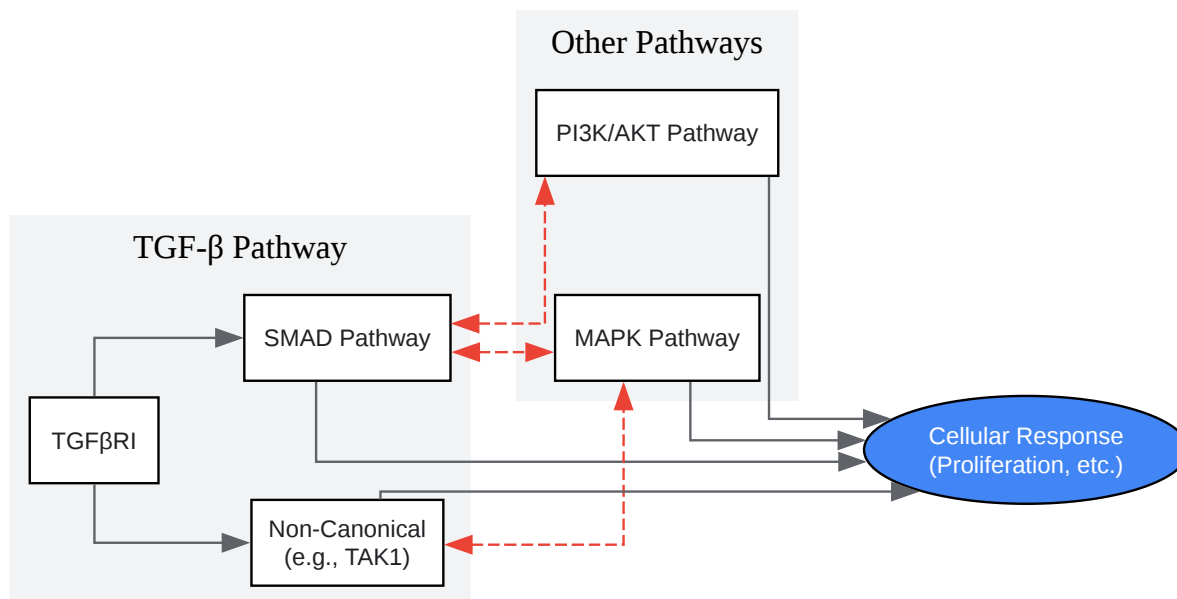 Other Pathways
PI3K/AKT Pathway
TGF-β Pathway
SMAD Pathway
MAPK Pathway
TGFβRI
Cellular Response
(Proliferation, etc.)
Non-Canonical
(e.g., TAK1)